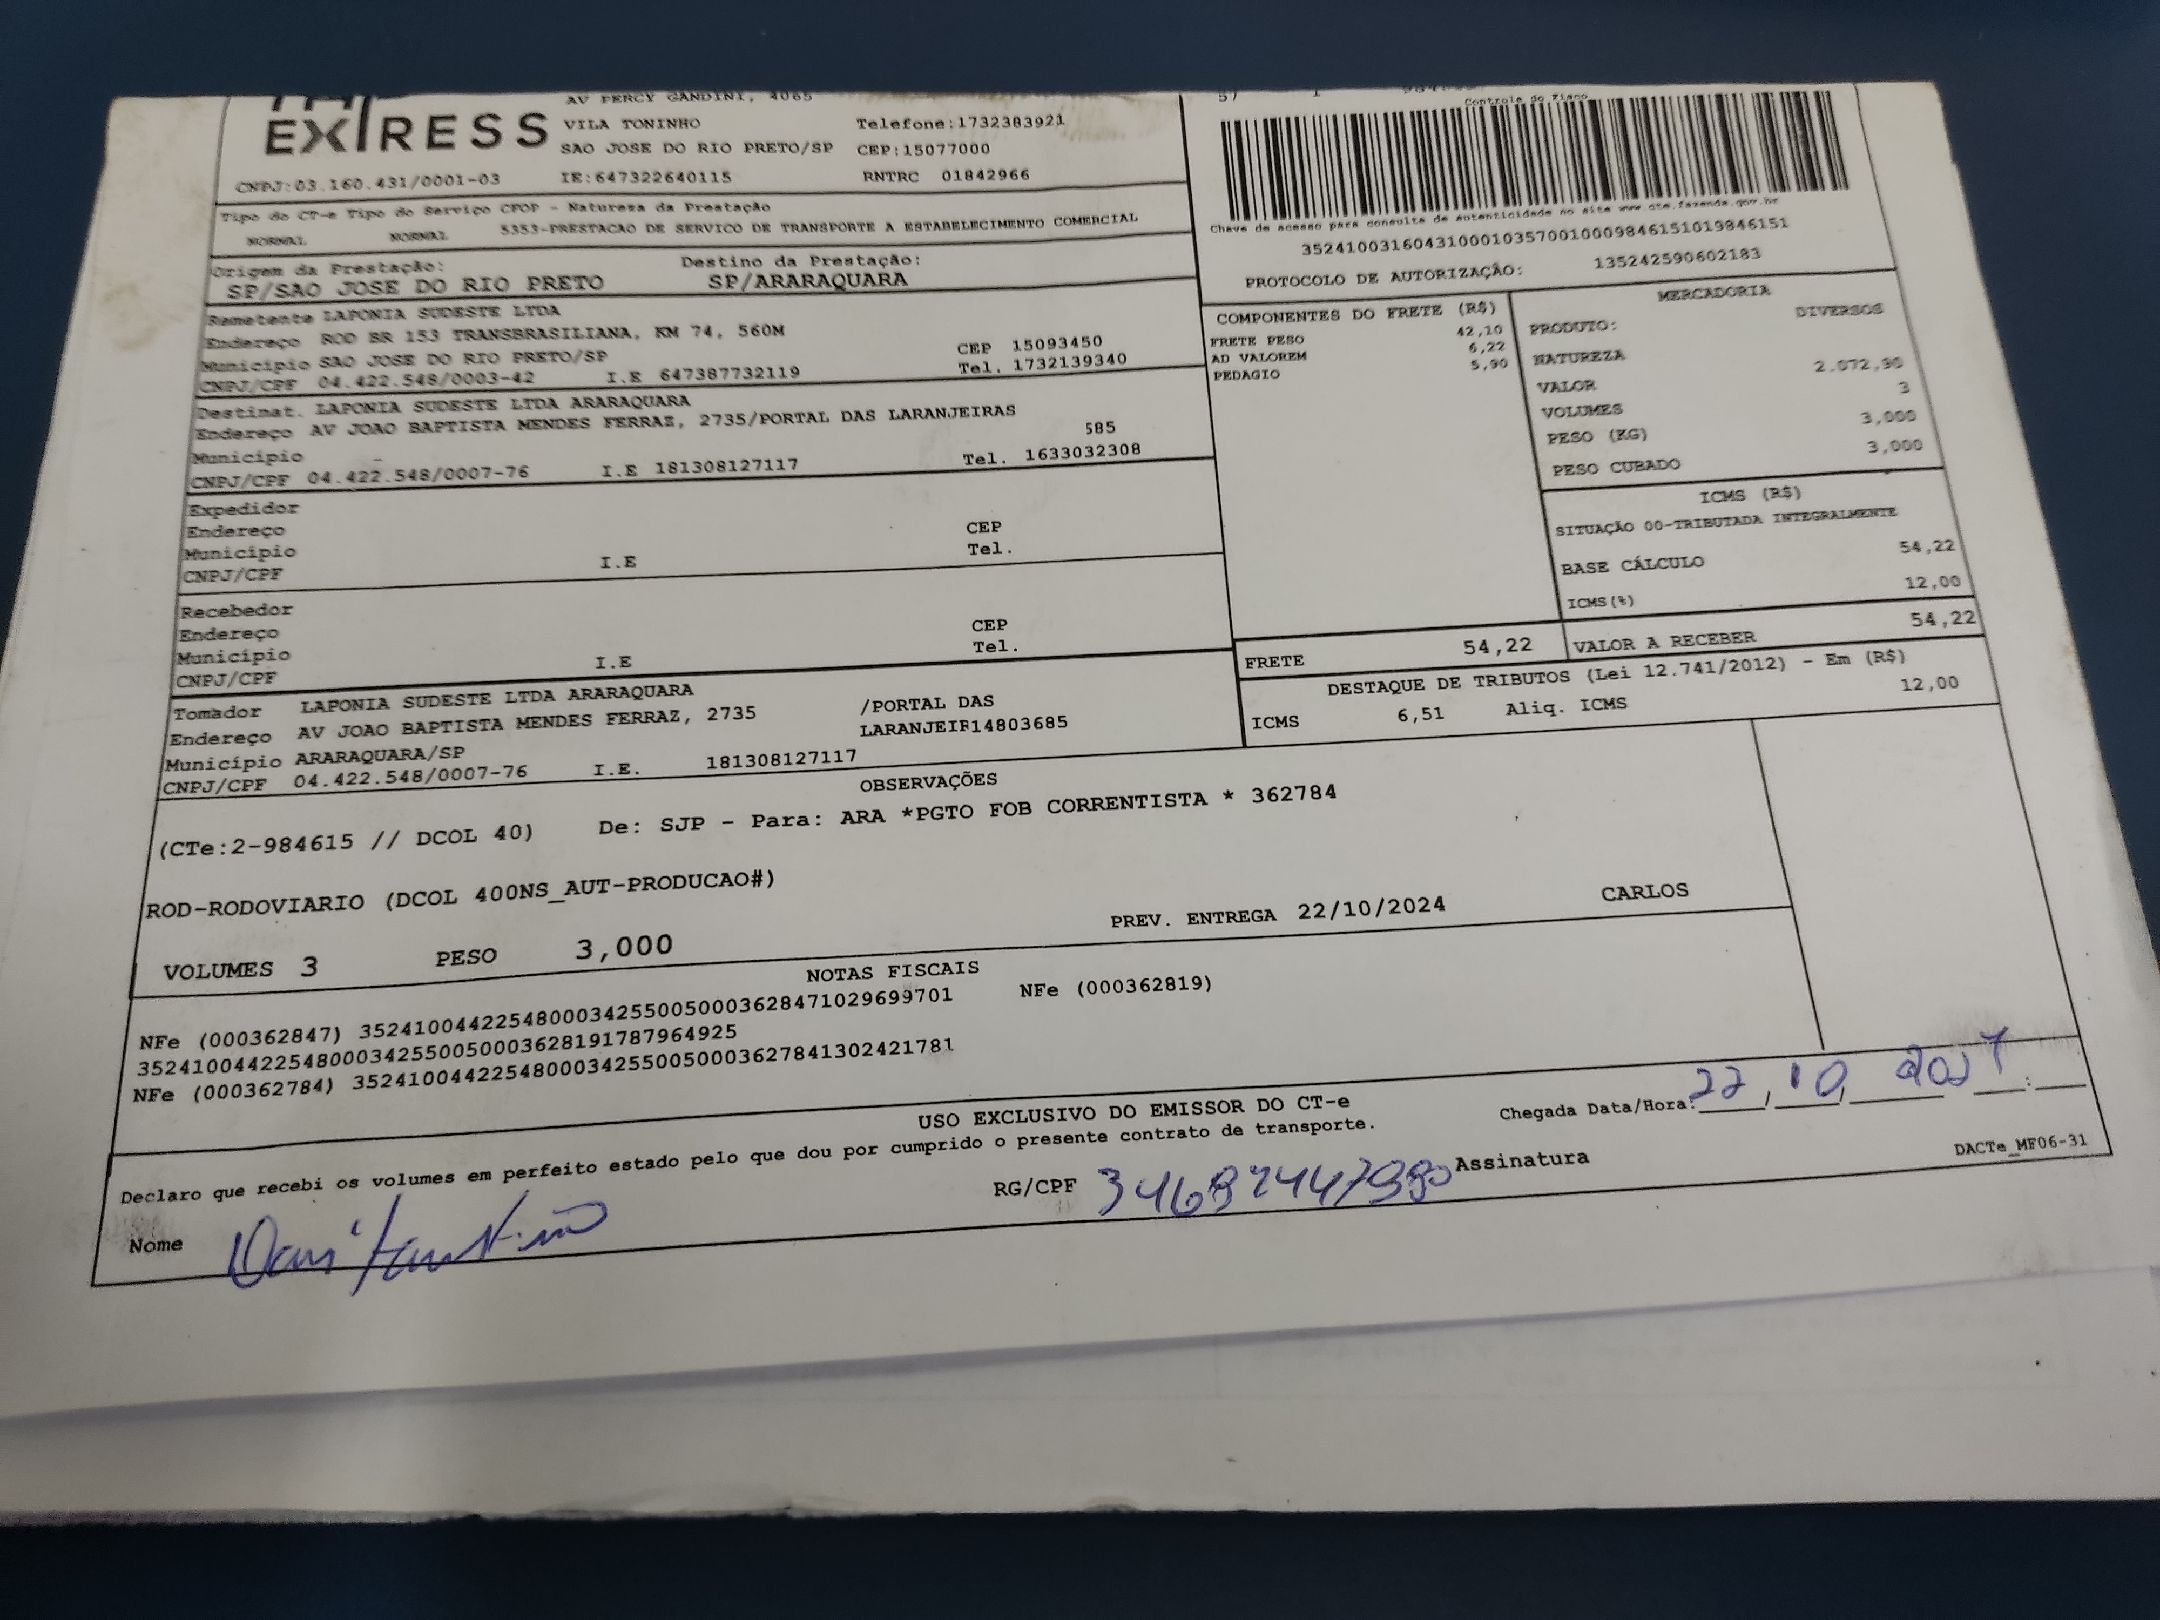 EXPRESS
AV PERCY GANDINI, 4065
VILA TONINHO Telefone:1732383921
SAO JOSE DO RIO PRETO/SP CEP:15077000
CNPJ:03.160.431/0001-03 IE:647322640115 RNTRC 01842966
Tipo do CT-e Tipo do Serviço CFOP - Natureza da Prestação
NORMAL NORMAL 5353-PRESTACAO DE SERVICO DE TRANSPORTE A ESTABELECIMENTO COMERCIAL
Origem da Prestação: Destino da Prestação:
SP/SAO JOSE DO RIO PRETO SP/ARARAQUARA
57 1
Controle do Fisco
Chave de acesso para consulta de autenticidade no site www.cte.fazenda.gov.br
35241003160431000103570010009846151019846151
PROTOCOLO DE AUTORIZAÇÃO: 135242590602183
Remetente LAPONIA SUDESTE LTDA
Endereço ROD BR 153 TRANSBRASILIANA, KM 74, 560M
Município SAO JOSE DO RIO PRETO/SP CEP 15093450
CNPJ/CPF 04.422.548/0003-42 I.E 647387732119 Tel. 1732139340
Destinat. LAPONIA SUDESTE LTDA ARARAQUARA
Endereço AV JOAO BAPTISTA MENDES FERRAZ, 2735/PORTAL DAS LARANJEIRAS
Município 585
CNPJ/CPF 04.422.548/0007-76 I.E 181308127117 Tel. 1633032308
Expedidor
Endereço CEP
Município Tel.
CNPJ/CPF I.E
Recebedor
Endereço CEP
Município Tel.
CNPJ/CPF I.E
Tomador LAPONIA SUDESTE LTDA ARARAQUARA
Endereço AV JOAO BAPTISTA MENDES FERRAZ, 2735 /PORTAL DAS
Município ARARAQUARA/SP LARANJEIR14803685
CNPJ/CPF 04.422.548/0007-76 I.E. 181308127117
COMPONENTES DO FRETE (R$)
FRETE PESO 42,10
AD VALOREM 6,22
PEDAGIO 5,90
MERCADORIA
PRODUTO: DIVERSOS
NATUREZA
VALOR 2.072,90
VOLUMES 3
PESO (KG) 3,000
PESO CUBADO 3,000
ICMS (R$)
SITUAÇÃO 00-TRIBUTADA INTEGRALMENTE
BASE CÁLCULO 54,22
ICMS(%) 12,00
FRETE 54,22 VALOR A RECEBER 54,22
DESTAQUE DE TRIBUTOS (Lei 12.741/2012) - Em (R$)
ICMS 6,51 Aliq. ICMS 12,00
OBSERVAÇÕES
(CTe:2-984615 // DCOL 40) De: SJP - Para: ARA *PGTO FOB CORRENTISTA * 362784
ROD-RODOVIARIO (DCOL 400NS_AUT-PRODUCAO#)
VOLUMES 3 PESO 3,000 PREV. ENTREGA 22/10/2024 CARLOS
NOTAS FISCAIS
NFe (000362847) 35241004422548000342550050003628471029699701 NFe (000362819)
35241004422548000342550050003628191787964925
NFe (000362784) 35241004422548000342550050003627841302421781
USO EXCLUSIVO DO EMISSOR DO CT-e
Declaro que recebi os volumes em perfeito estado pelo que dou por cumprido o presente contrato de transporte.
Chegada Data/Hora: 22, 10,
Nome RG/CPF Assinatura
DACTe_MF06-31